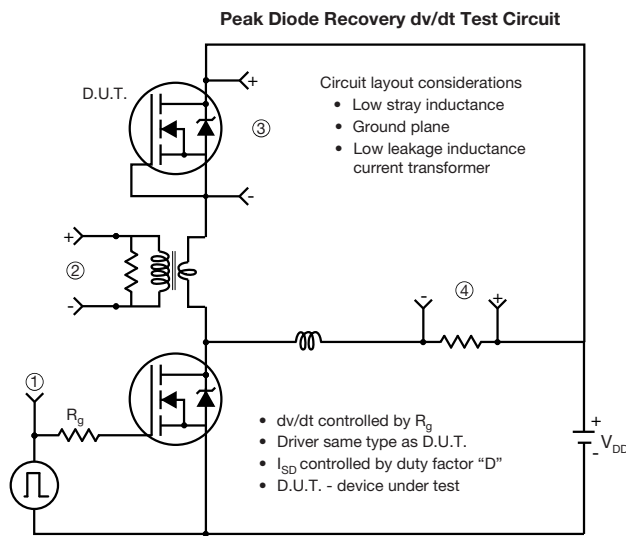 Peak Diode Recovery dv/dt Test Circuit
D.U.T.
+
③
-
Circuit layout considerations
• Low stray inductance
• Ground plane
• Low leakage inductance
current transformer
+
②
-
-
④
+
①
Rg
• dv/dt controlled by Rg
• Driver same type as D.U.T.
• ISD controlled by duty factor “D”
• D.U.T. - device under test
+
-
VDD